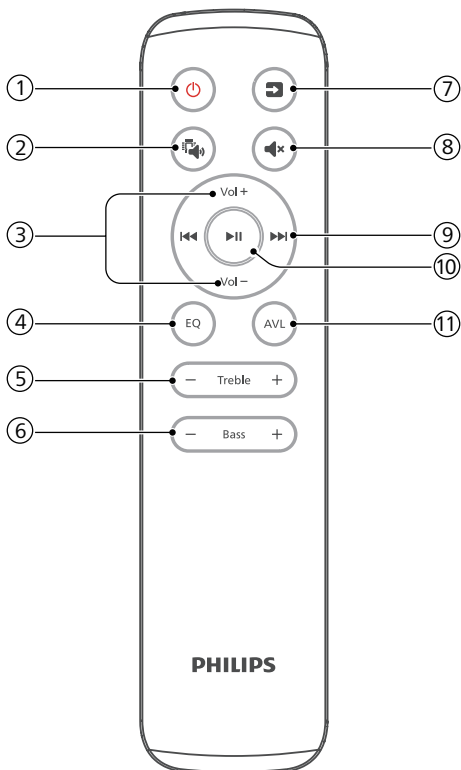 ① ⑦
② ⑧
Vol +
③ ⑨
⑩
Vol −
④ EQ AVL ⑪
⑤ − Treble +
⑥ − Bass +
PHILIPS